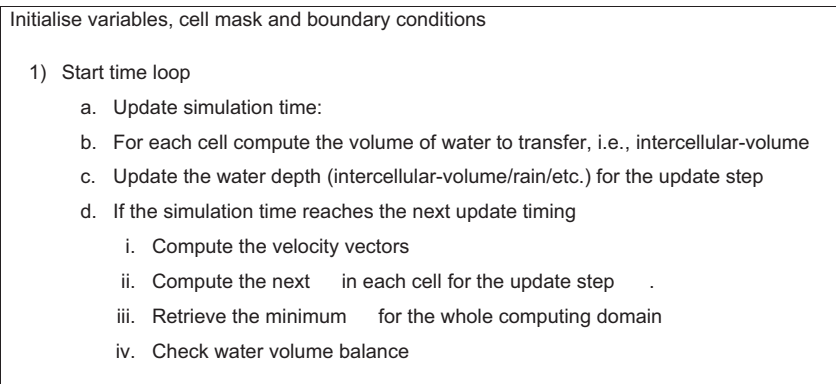 Initialise variables, cell mask and boundary conditions
1) Start time loop
a. Update simulation time:
b. For each cell compute the volume of water to transfer, i.e., intercellular-volume
c. Update the water depth (intercellular-volume/rain/etc.) for the update step
d. If the simulation time reaches the next update timing
i. Compute the velocity vectors
ii. Compute the next in each cell for the update step .
iii. Retrieve the minimum for the whole computing domain
iv. Check water volume balance